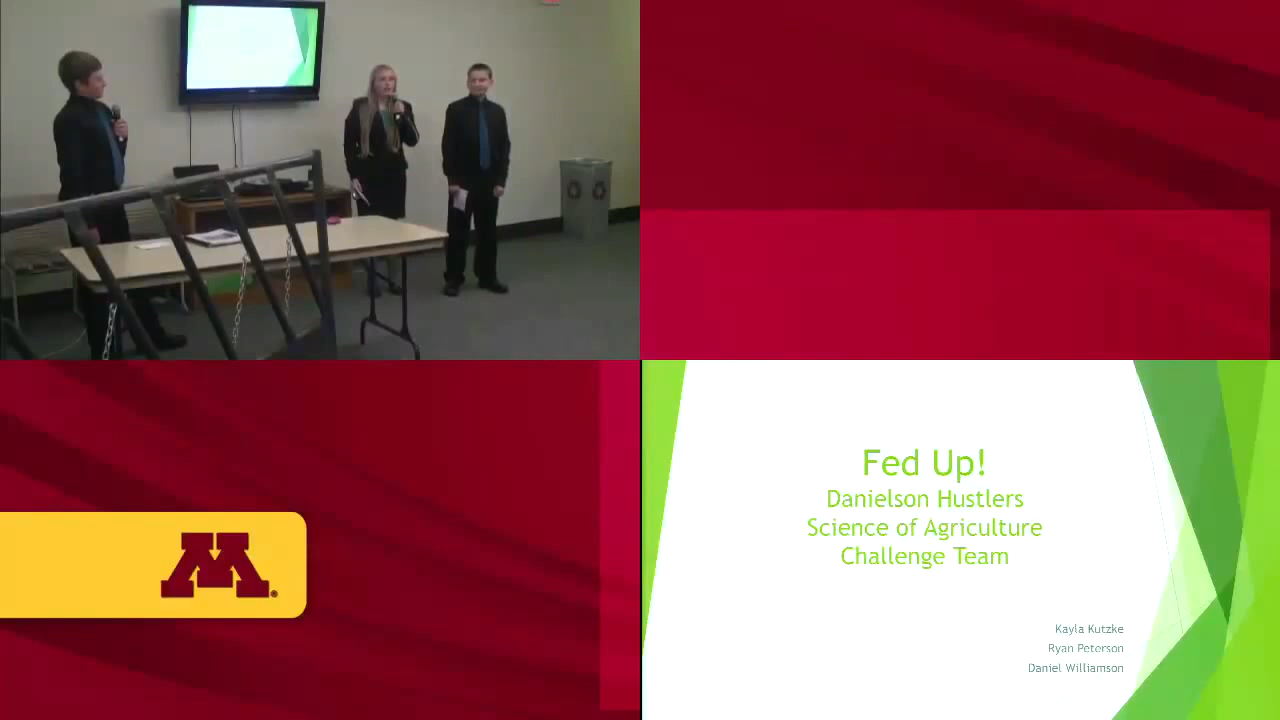 M
Fed Up!
Danielson Hustlers
Science of Agriculture
Challenge Team
Kayla Kutzke
Ryan Peterson
Daniel Williamson